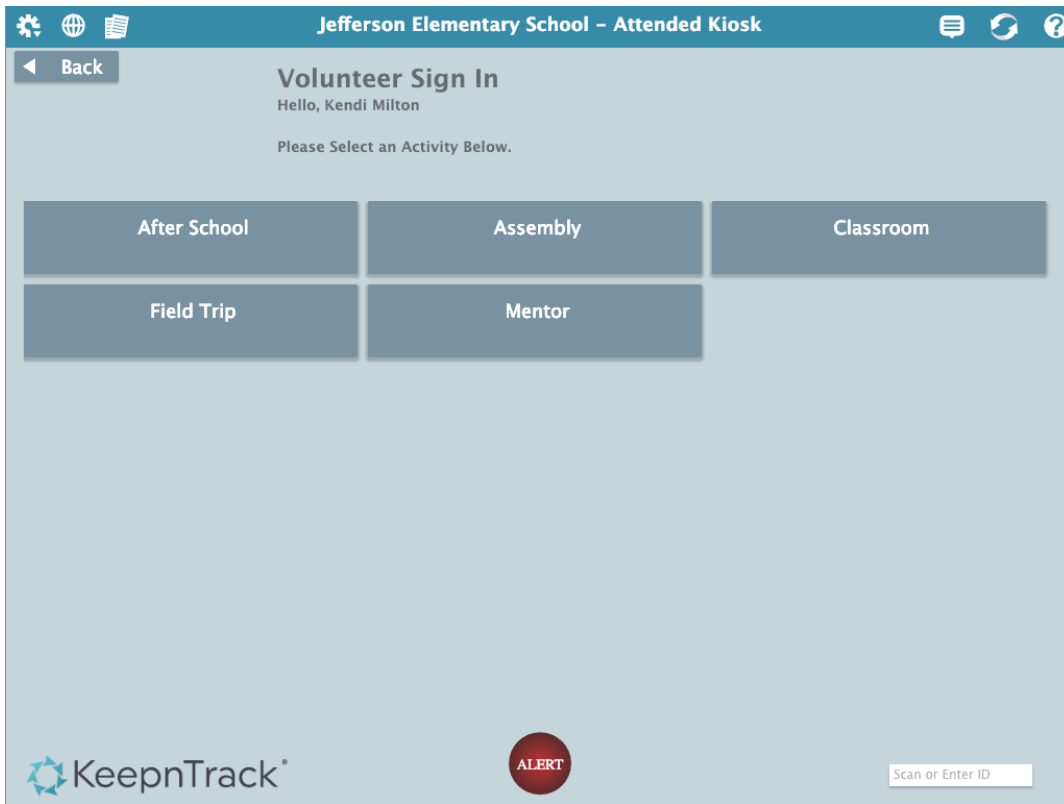 Jefferson Elementary School – Attended Kiosk
?
Back
Volunteer Sign In
Hello, Kendi Milton
Please Select an Activity Below.
After School
Assembly
Classroom
Field Trip
Mentor
KeepnTrack®
ALERT
Scan or Enter ID